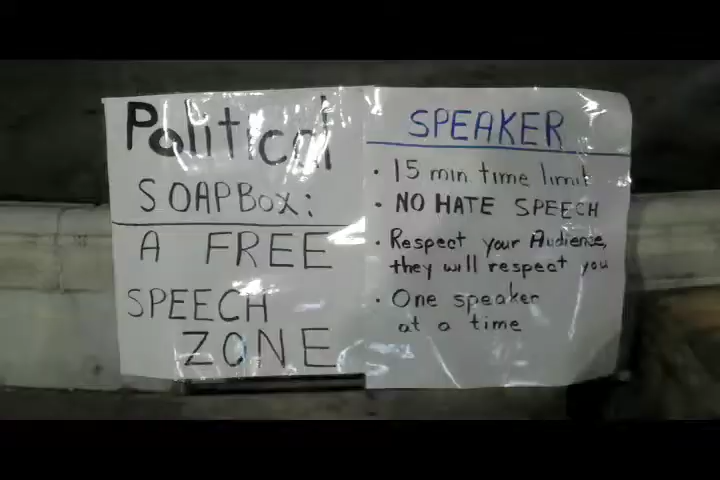 Political
SOAPBOX:
A FREE
SPEECH
ZONE
SPEAKER
• 15 min. time limit
• NO HATE SPEECH
• Respect your Audience,
they will respect you
• One speaker
at a time